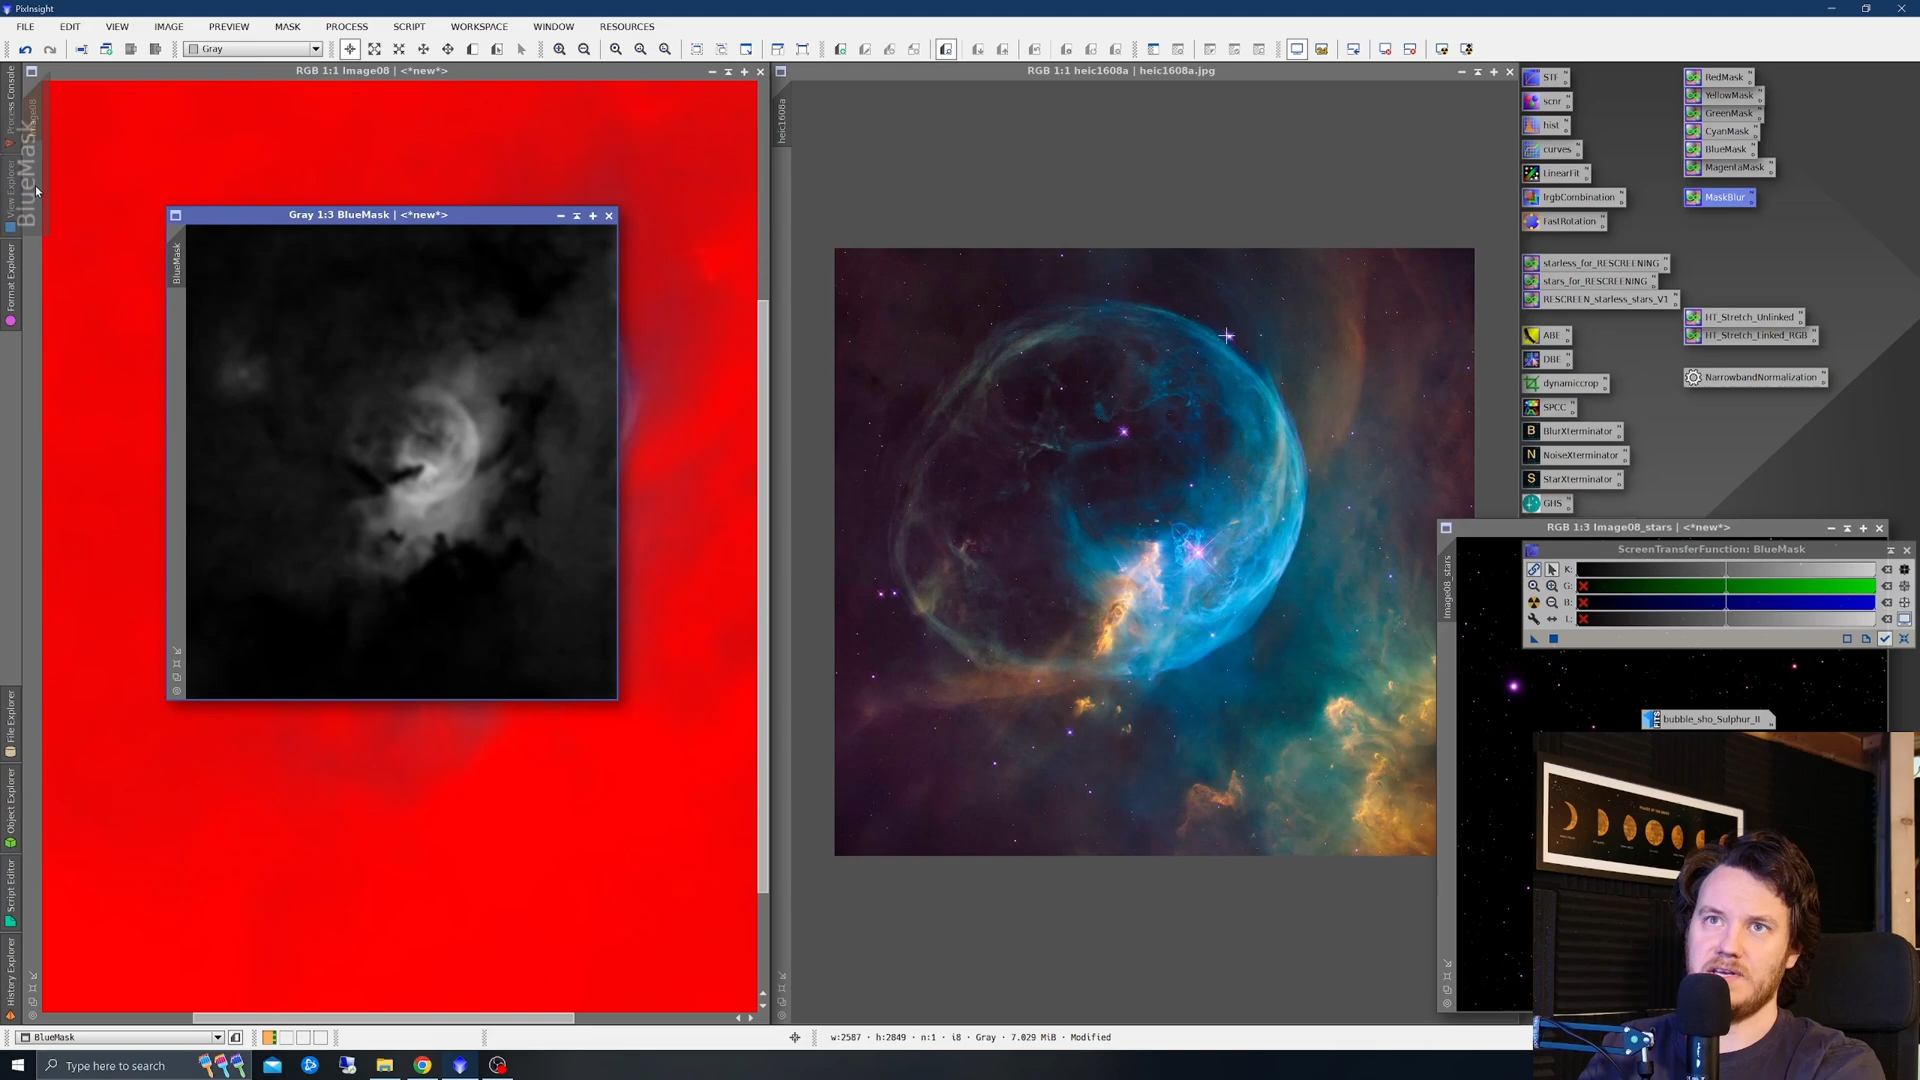 PixInsight
FILE EDIT VIEW IMAGE PREVIEW MASK PROCESS SCRIPT WORKSPACE WINDOW RESOURCES
Gray
RGB 1:1 Image08 | <*new*>
RGB 1:1 heic1608a | heic1608a.jpg
Process Console
View Explorer
Format Explorer
File Explorer
Object Explorer
Script Editor
History Explorer
Image08
BlueMask
Gray 1:3 BlueMask | <*new*>
BlueMask
heic1608a
STF
scnr
hist
curves
LinearFit
lrgbCombination
FastRotation
RedMask
YellowMask
GreenMask
CyanMask
BlueMask
MagentaMask
MaskBlur
starless_for_RESCREENING
stars_for_RESCREENING
RESCREEN_starless_stars_V1
HT_Stretch_Unlinked
HT_Stretch_Linked_RGB
NarrowbandNormalization
ABE
DBE
dynamiccrop
SPCC
B BlurXterminator
N NoiseXterminator
S StarXterminator
GHS
RGB 1:3 Image08_stars | <*new*>
Image08_stars
ScreenTransferFunction: BlueMask
K:
G:
B:
L:
bubble_sho_Sulphur_II
BlueMask
w:2587 · h:2849 · n:1 · i8 · Gray · 7.029 MiB · Modified
Type here to search